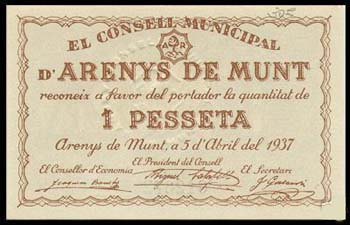 EL CONSELL MUNICIPAL
A R
D'ARENYS DE MUNT
reconeix a favor del portador la quantitat de
1 PESSETA
Arenys de Munt, a 5 d'Abril del 1937
El President del Consell
El Conseller d'Economia El Secretari
Miquel